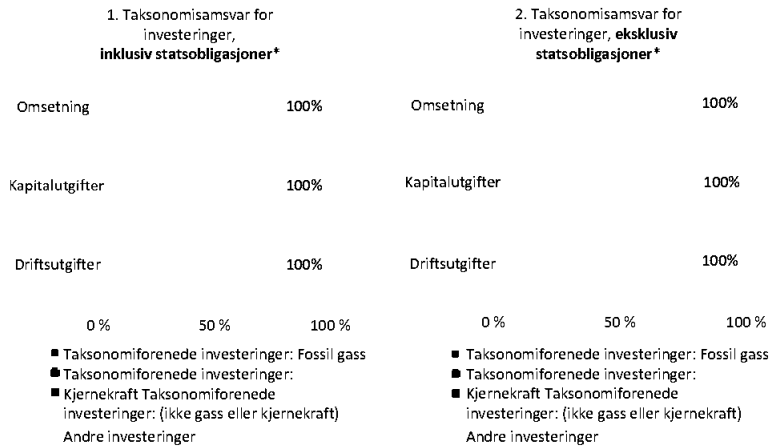 1. Taksonomisamsvar for
investeringer,
inklusiv statsobligasjoner*
Omsetning 100%
Kapitalutgifter 100%
Driftsutgifter 100%
0 % 50 % 100 %
■ Taksonomiforenede investeringer: Fossil gass
■ Taksonomiforenede investeringer:
■ Kjernekraft Taksonomiforenede
investeringer: (ikke gass eller kjernekraft)
Andre investeringer
2. Taksonomisamsvar for
investeringer, eksklusiv
statsobligasjoner*
Omsetning 100%
Kapitalutgifter 100%
Driftsutgifter 100%
0 % 50 % 100 %
■ Taksonomiforenede investeringer: Fossil gass
■ Taksonomiforenede investeringer:
■ Kjernekraft Taksonomiforenede
investeringer: (ikke gass eller kjernekraft)
Andre investeringer